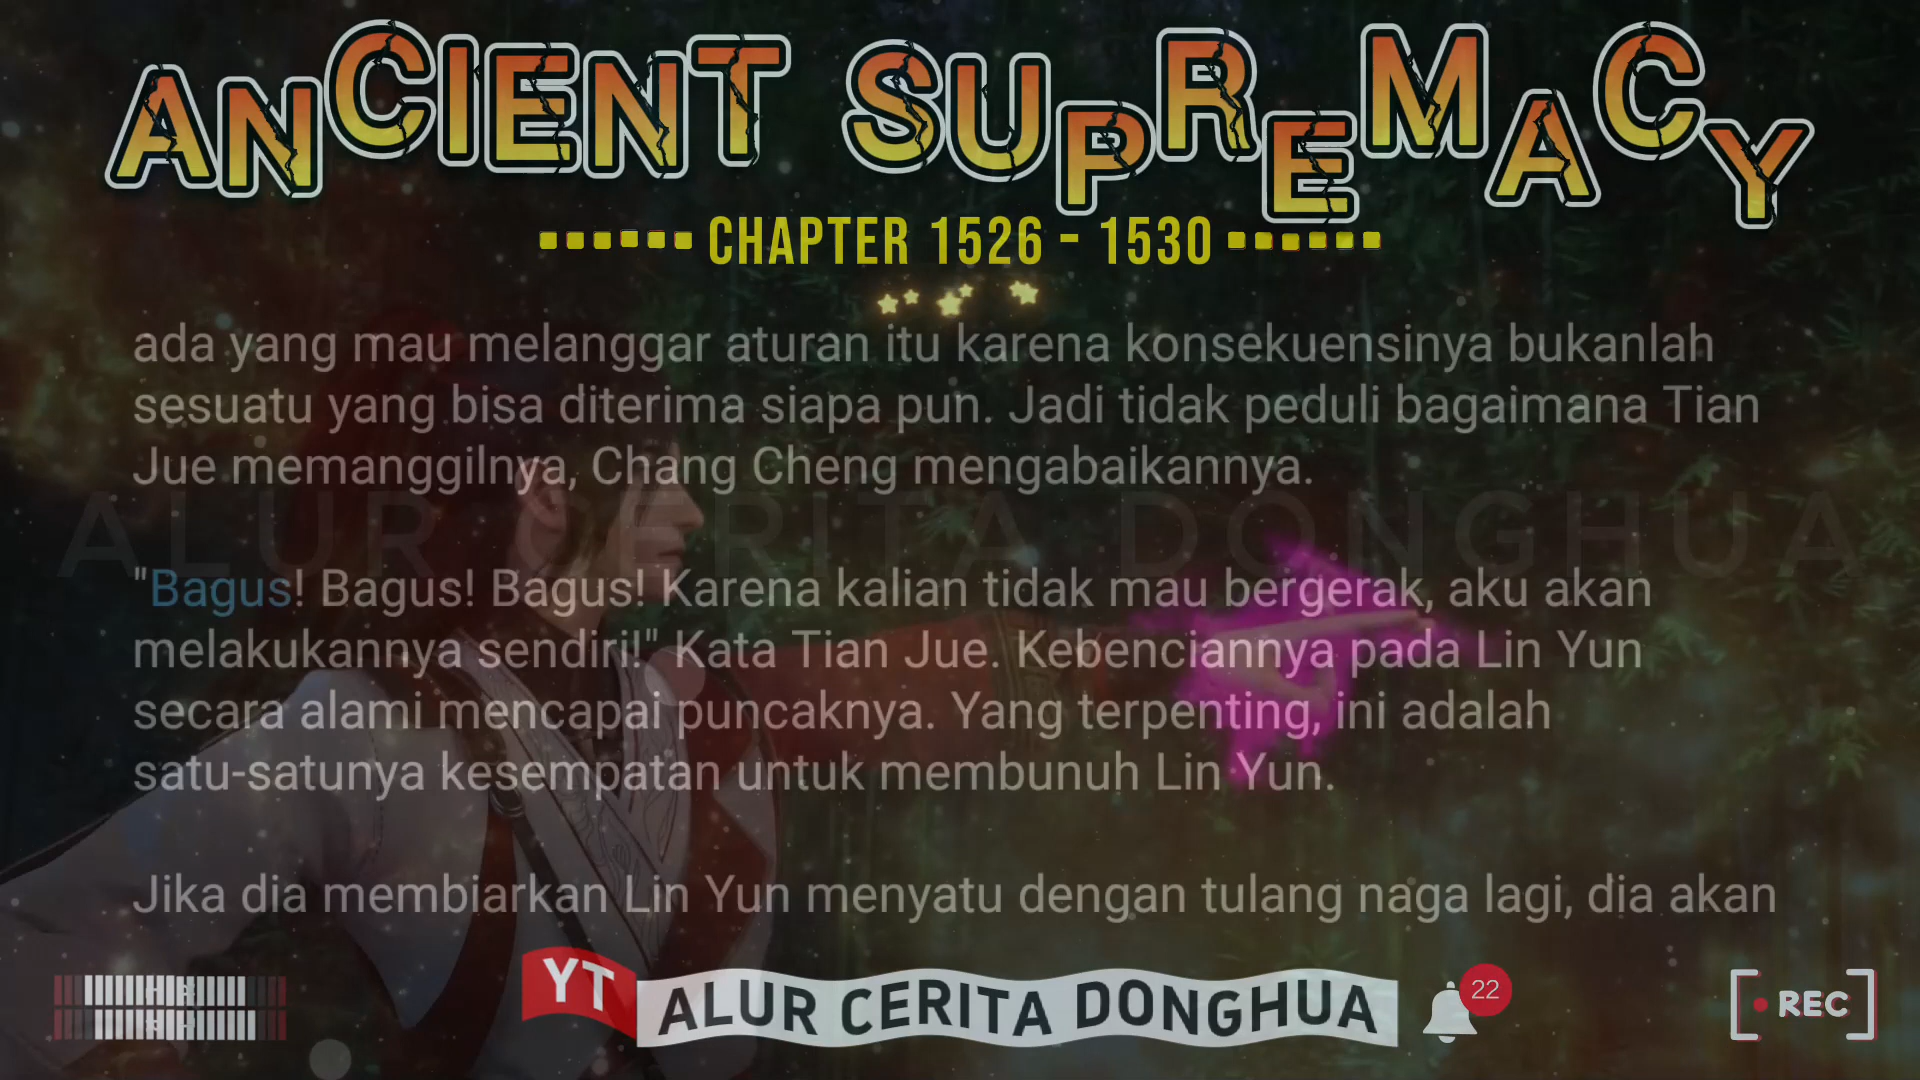 ANCIENT SUPREMACY
CHAPTER 1526 - 1530
ada yang mau melanggar aturan itu karena konsekuensinya bukanlah
sesuatu yang bisa diterima siapa pun. Jadi tidak peduli bagaimana Tian
Jue memanggilnya, Chang Cheng mengabaikannya.
ALUR CERITA DONGHUA
"Bagus! Bagus! Bagus! Karena kalian tidak mau bergerak, aku akan
melakukannya sendiri!" Kata Tian Jue. Kebenciannya pada Lin Yun
secara alami mencapai puncaknya. Yang terpenting, ini adalah
satu-satunya kesempatan untuk membunuh Lin Yun.
Jika dia membiarkan Lin Yun menyatu dengan tulang naga lagi, dia akan
YT ALUR CERITA DONGHUA
22
REC